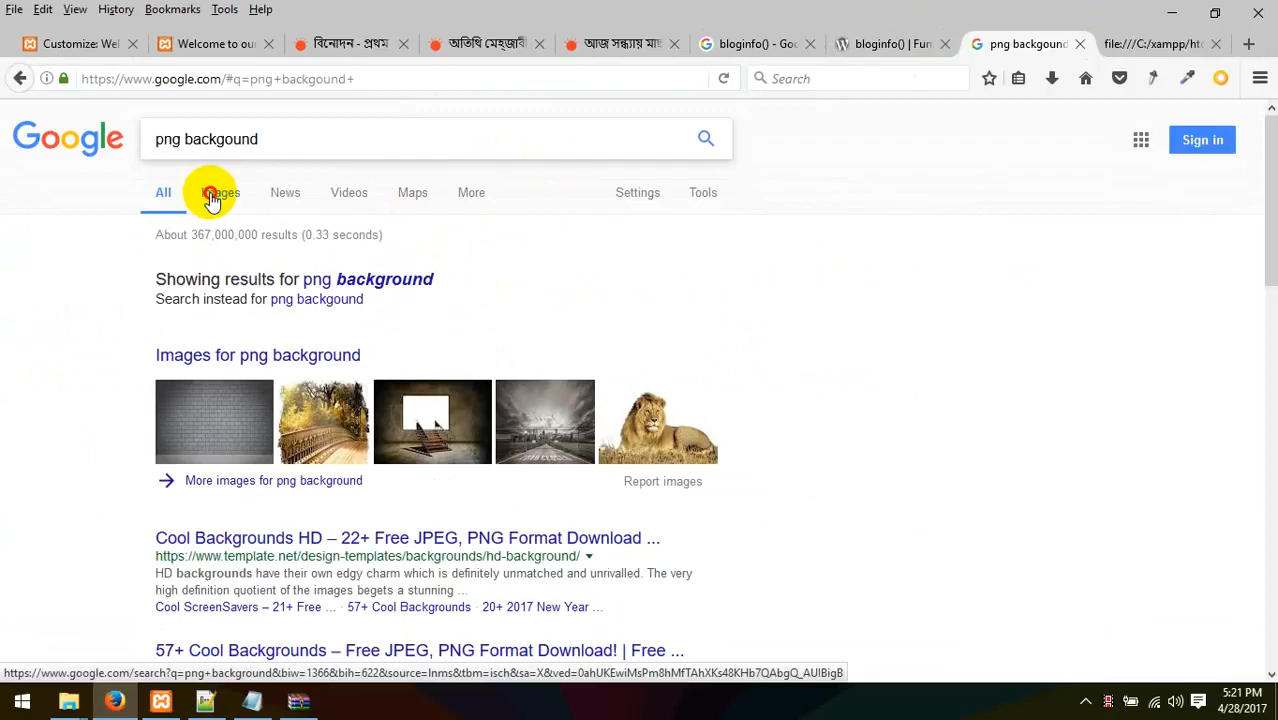 File Edit View History Bookmarks Tools Help
Customize: Wel
Welcome to ou
বিনোদন - প্রথম
অতিথি মেহ্‌জাবী
আজ সন্ধ্যায় মাছ
bloginfo() - Goo
bloginfo() | Fun
png backgound
file:///C:/xampp/htc
https://www.google.com/#q=png+backgound+
Search
Google
png backgound
Sign in
All
Images
News
Videos
Maps
More
Settings
Tools
About 367,000,000 results (0.33 seconds)
Showing results for png background
Search instead for png backgound
Images for png background
More images for png background
Report images
Cool Backgrounds HD – 22+ Free JPEG, PNG Format Download ...
https://www.template.net/design-templates/backgrounds/hd-background/
HD backgrounds have their own edgy charm which is definitely unmatched and unrivalled. The very
high definition quotient of the images begets a stunning ...
Cool ScreenSavers – 21+ Free ... · 57+ Cool Backgrounds · 20+ 2017 New Year ...
57+ Cool Backgrounds – Free JPEG, PNG Format Download! | Free ...
https://www.google.com/search?q=png+background&biw=1366&bih=622&source=lnms&tbm=isch&sa=X&ved=0ahUKEwiMsPm8hMfTAhXKs48KHb7QABgQ_AUIBigB
5:21 PM
4/28/2017